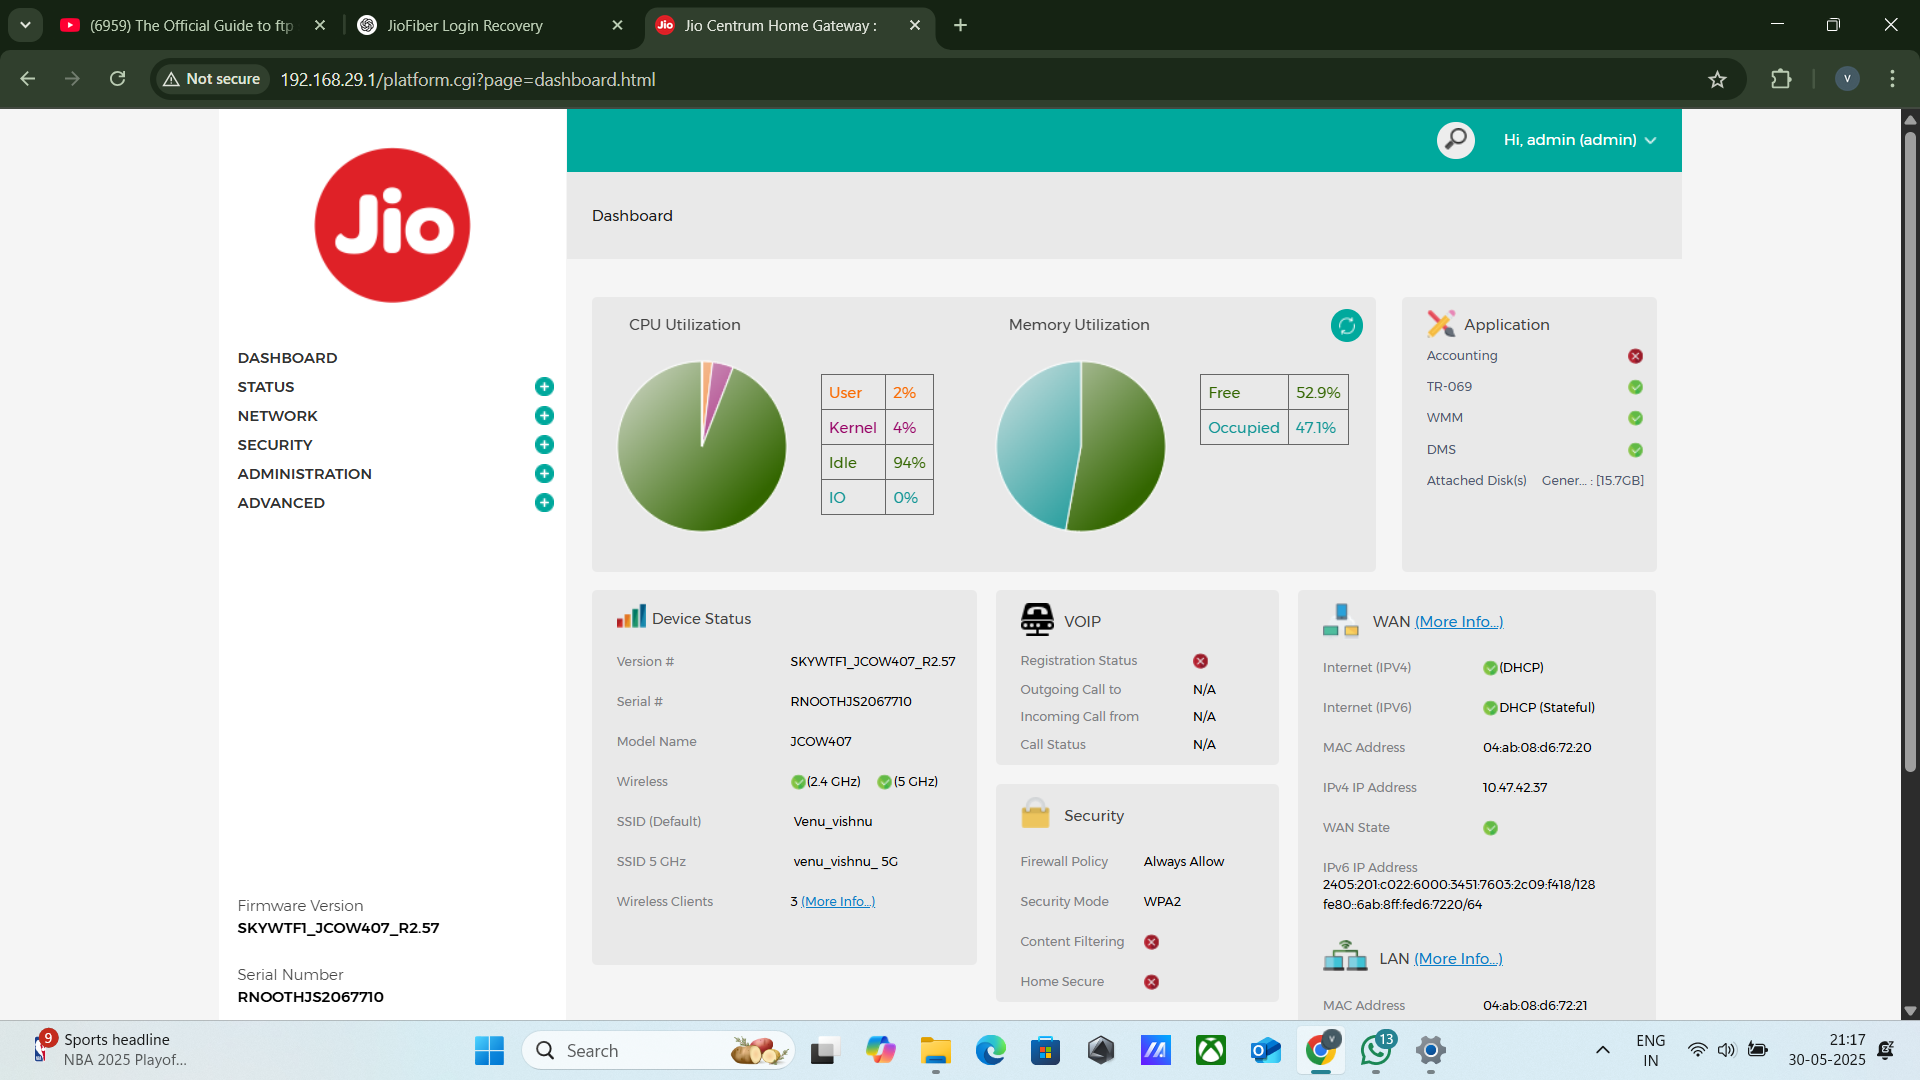 (6959) The Official Guide to ftp
JioFiber Login Recovery
Jio
Jio Centrum Home Gateway :
Not secure
192.168.29.1/platform.cgi?page=dashboard.html
V
Jio
Hi, admin (admin)
Dashboard
DASHBOARD
STATUS
NETWORK
SECURITY
ADMINISTRATION
ADVANCED
Firmware Version
SKYWTF1_JCOW407_R2.57
Serial Number
RNOOTHJS2067710
CPU Utilization
User 2%
Kernel 4%
Idle 94%
IO 0%
Memory Utilization
Free 52.9%
Occupied 47.1%
Application
Accounting
TR-069
WMM
DMS
Attached Disk(s) Gener... : [15.7GB]
Device Status
Version # SKYWTF1_JCOW407_R2.57
Serial # RNOOTHJS2067710
Model Name JCOW407
Wireless (2.4 GHz) (5 GHz)
SSID (Default) Venu_vishnu
SSID 5 GHz venu_vishnu_ 5G
Wireless Clients 3 (More Info...)
VOIP
Registration Status
Outgoing Call to N/A
Incoming Call from N/A
Call Status N/A
Security
Firewall Policy Always Allow
Security Mode WPA2
Content Filtering
Home Secure
WAN (More Info...)
Internet (IPV4) (DHCP)
Internet (IPV6) DHCP (Stateful)
MAC Address 04:ab:08:d6:72:20
IPv4 IP Address 10.47.42.37
WAN State
IPv6 IP Address
2405:201:c022:6000:3451:7603:2c09:f418/128
fe80::6ab:8ff:fed6:7220/64
LAN (More Info...)
MAC Address 04:ab:08:d6:72:21
9
Sports headline
NBA 2025 Playof...
Search
V
13
ENG
IN
21:17
30-05-2025